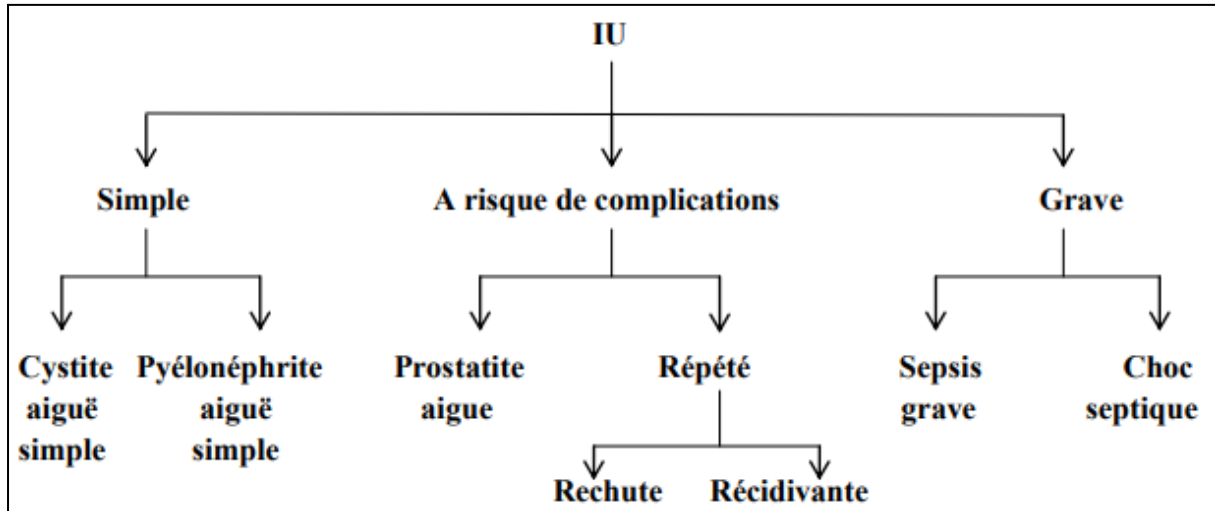 IU
Simple A risque de complications Grave
Cystite Pyélonéphrite Prostatite Répété Sepsis Choc
aiguë aiguë aigue grave septique
simple simple
Rechute Récidivante